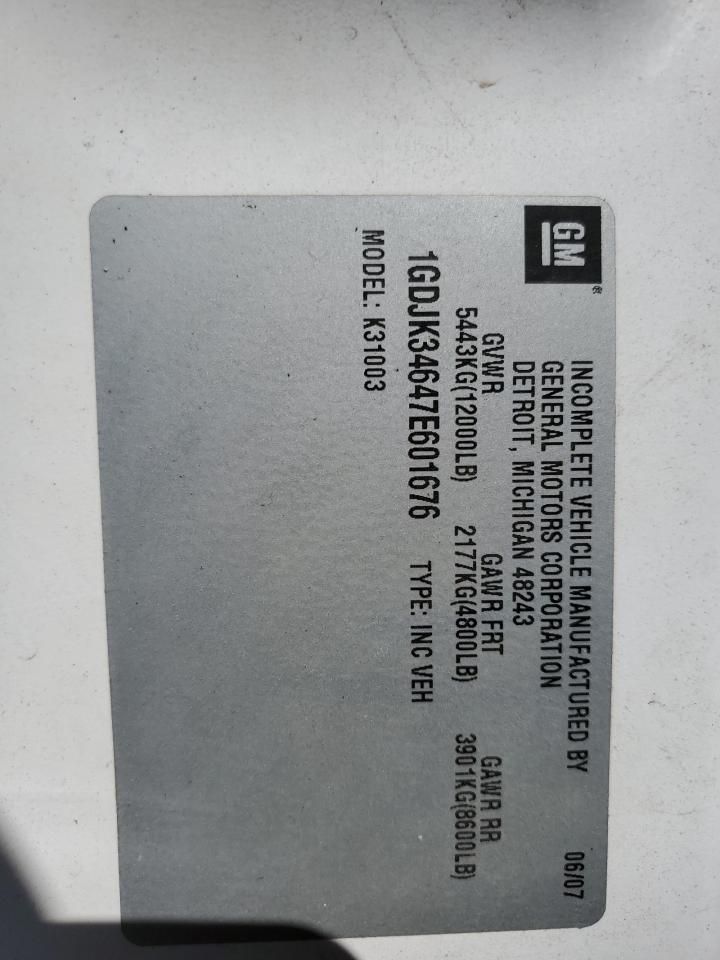 GM®
INCOMPLETE VEHICLE MANUFACTURED BY 06/07
GENERAL MOTORS CORPORATION
DETROIT, MICHIGAN 48243
GVWR GAWR FRT GAWR RR
5443KG(12000LB) 2177KG(4800LB) 3901KG(8600LB)
1GDJK34647E601676 TYPE: INC VEH
MODEL: K31003